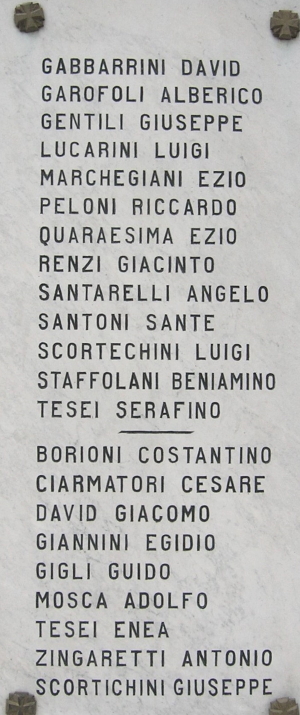 GABBARRINI DAVID
GAROFOLI ALBERICO
GENTILI GIUSEPPE
LUCARINI LUIGI
MARCHEGIANI EZIO
PELONI RICCARDO
QUARAESIMA EZIO
RENZI GIACINTO
SANTARELLI ANGELO
SANTONI SANTE
SCORTECHINI LUIGI
STAFFOLANI BENIAMINO
TESEI SERAFINO
BORIONI COSTANTINO
CIARMATORI CESARE
DAVID GIACOMO
GIANNINI EGIDIO
GIGLI GUIDO
MOSCA ADOLFO
TESEI ENEA
ZINGARETTI ANTONIO
SCORTICHINI GIUSEPPE